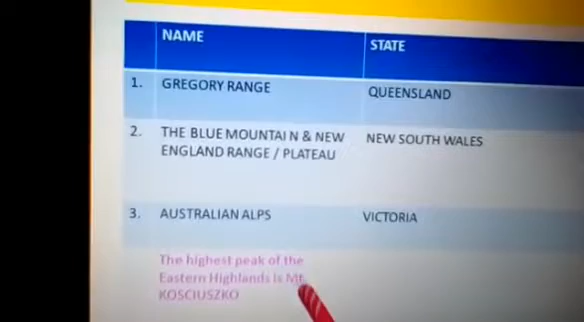 NAME STATE
1. GREGORY RANGE QUEENSLAND
2. THE BLUE MOUNTAI N & NEW NEW SOUTH WALES
ENGLAND RANGE / PLATEAU
3. AUSTRALIAN ALPS VICTORIA
The highest peak of the
Eastern Highlands is Mt.
KOSCIUSZKO